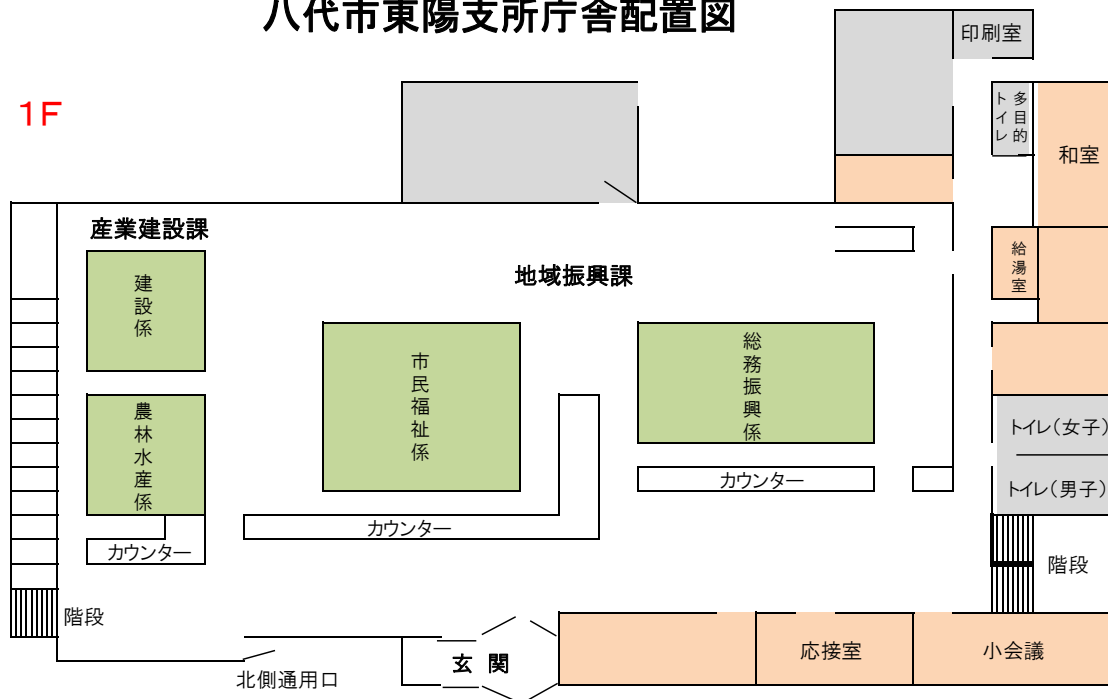 八代市東陽支所庁舎配置図
印刷室
1F
多目的
トイレ
和室
産業建設課
地域振興課
給湯室
建設係
市民福祉係
総務振興係
農林水産係
トイレ(女子)
カウンター
トイレ(男子)
カウンター
カウンター
階段
階段
玄 関
応接室
小会議
北側通用口